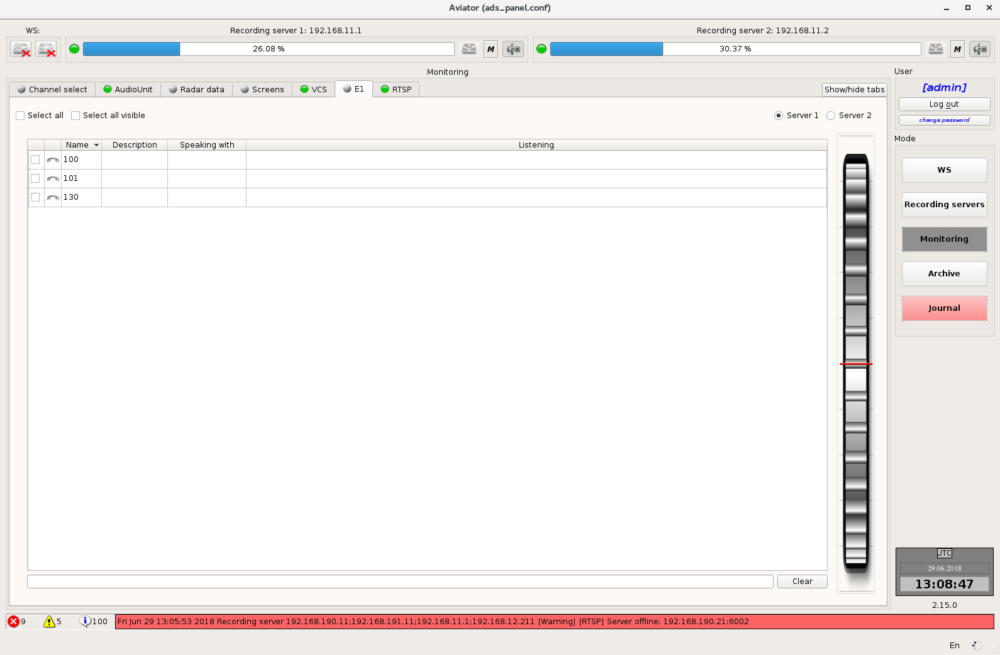 Aviator (ads_panel.conf)
WS:
Recording server 1: 192.168.11.1
Recording server 2: 192.168.11.2
26.08 %
M
30.37 %
M
Monitoring
User
Channel select
AudioUnit
Radar data
Screens
VCS
E1
RTSP
Show/hide tabs
[admin]
Log out
change password
Select all
Select all visible
Server 1
Server 2
Mode
Name
Description
Speaking with
Listening
100
101
130
WS
Recording servers
Monitoring
Archive
Journal
Clear
UTC
29.06.2018
13:08:47
2.15.0
9
5
100
Fri Jun 29 13:05:53 2018 Recording server 192.168.190.11;192.168.191.11;192.168.11.1;192.168.12.211 [Warning] [RTSP] Server offline: 192.168.190.21:6002
En